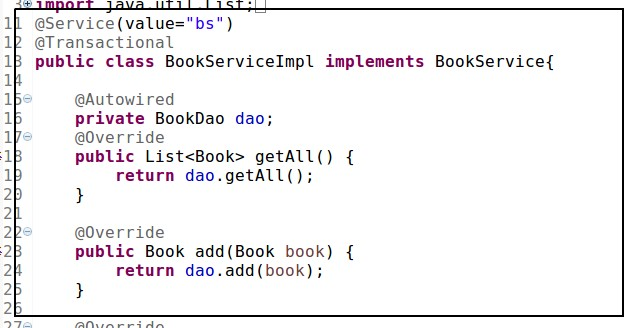 3 import java.util.List;
11 @Service(value="bs")
12 @Transactional
13 public class BookServiceImpl implements BookService{
14
15 @Autowired
16 private BookDao dao;
17 @Override
18 public List<Book> getAll() {
19 return dao.getAll();
20 }
21
22 @Override
23 public Book add(Book book) {
24 return dao.add(book);
25 }
26
27 @Override